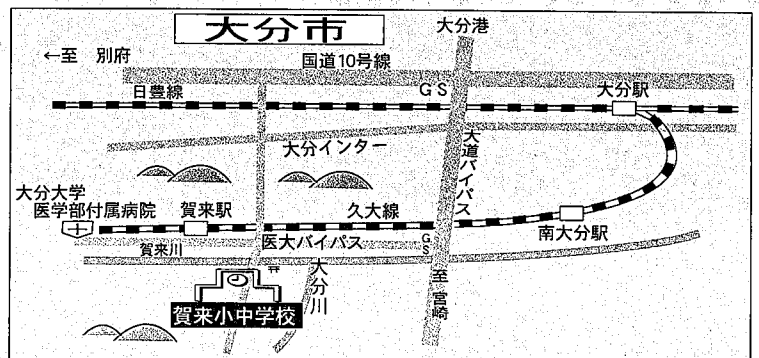 大分市
大分港
←至 別府
国道10号線
日豊線
GS
大分駅
大分インター
大道バイパス
大分大学
医学部付属病院
賀来駅
久大線
南大分駅
賀来川
医大バイパス
GS
大分川
至 宮崎
賀来小中学校